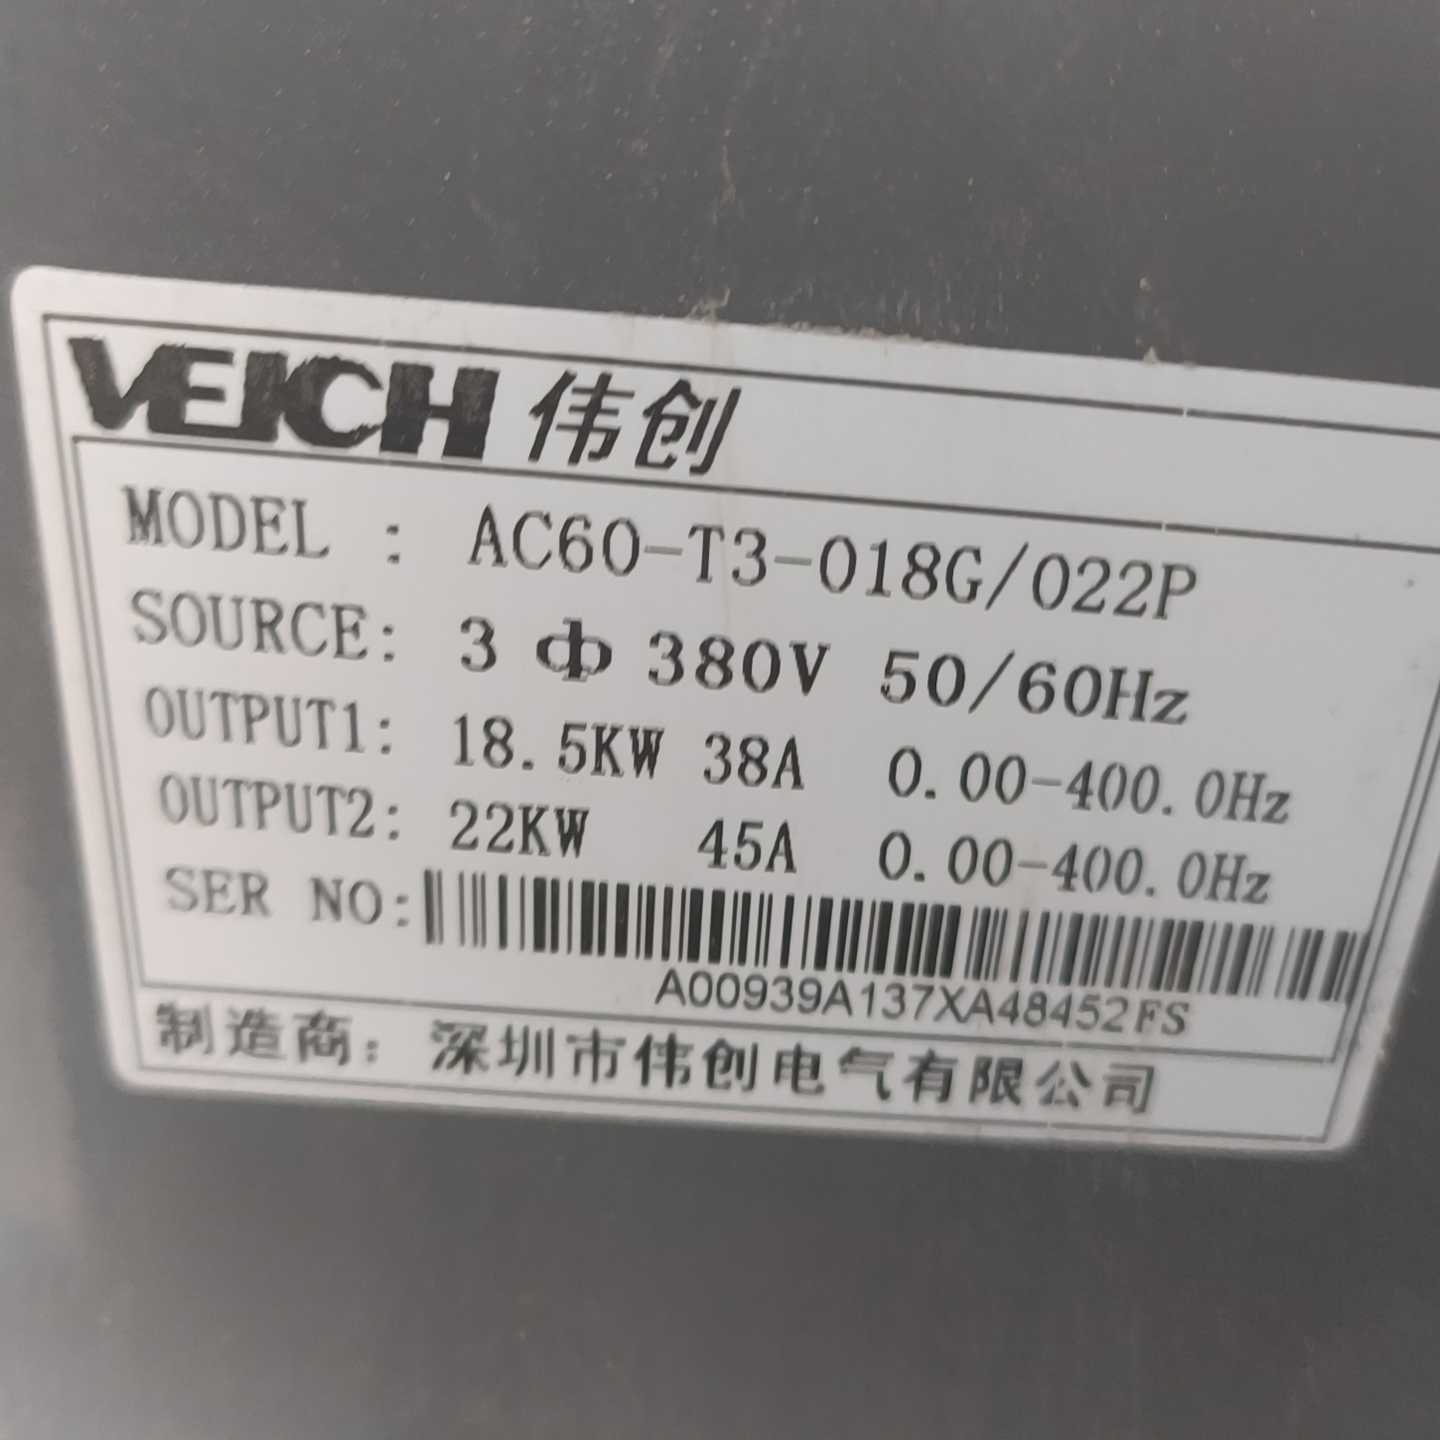 VEICH 伟创
MODEL : AC60-T3-018G/022P
SOURCE: 3 Φ 380V 50/60Hz
OUTPUT1: 18.5KW 38A 0.00-400.0Hz
OUTPUT2: 22KW 45A 0.00-400.0Hz
SER NO:
A00939A137XA48452FS
制造商: 深圳市伟创电气有限公司